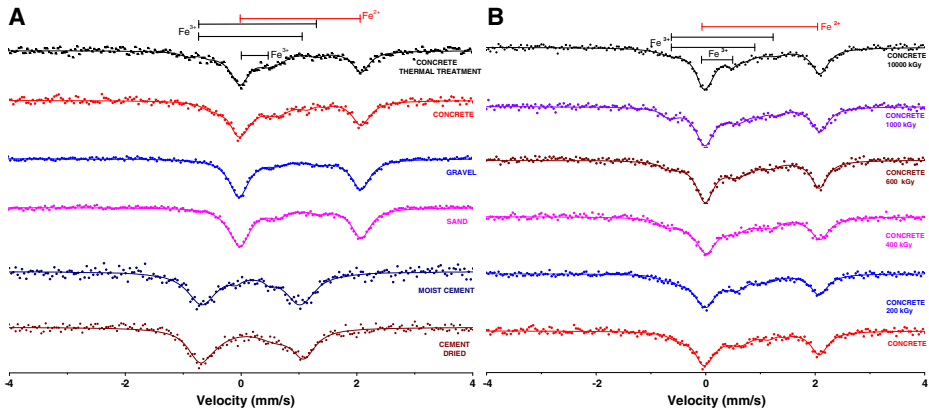 A
Fe2+
Fe3+
Fe3+
Fe3+
CONCRETE
THERMAL TREATMENT
CONCRETE
GRAVEL
SAND
MOIST CEMENT
CEMENT
DRIED
-4 -2 0 2 4
Velocity (mm/s)
B
Fe2+
Fe3+
Fe3+
CONCRETE
10000 kGy
CONCRETE
1000 kGy
CONCRETE
600 kGy
CONCRETE
400 kGy
CONCRETE
200 kGy
CONCRETE
-4 -2 0 2 4
Velocity (mm/s)